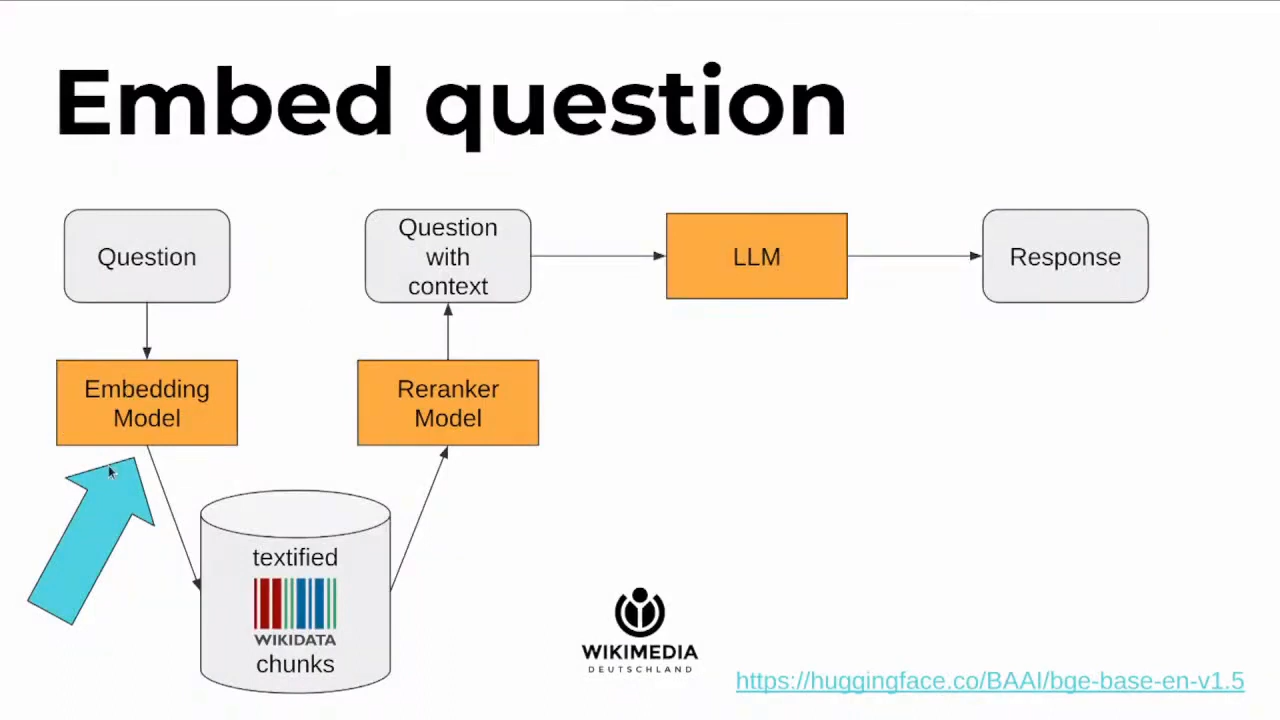 Embed question
Question
Question
with
context
LLM
Response
Embedding
Model
Reranker
Model
textified
WIKIDATA
chunks
WIKIMEDIA
DEUTSCHLAND
https://huggingface.co/BAAI/bge-base-en-v1.5